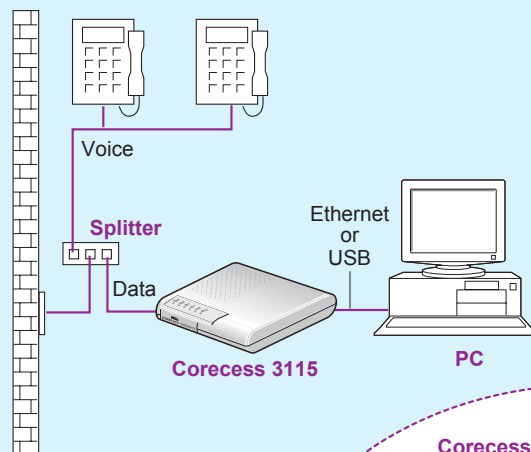 Voice
Splitter
Ethernet
or
USB
Data
Corecess 3115
PC
Corecess